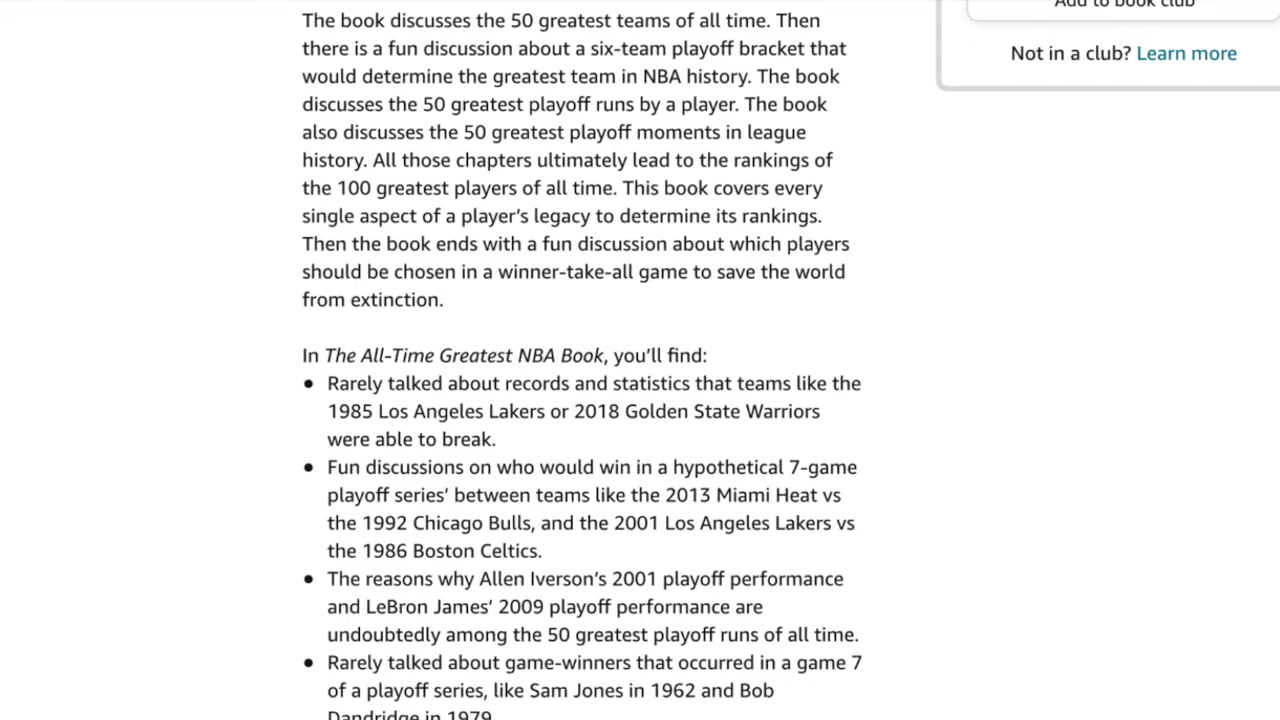 The book discusses the 50 greatest teams of all time. Then
there is a fun discussion about a six-team playoff bracket that
would determine the greatest team in NBA history. The book
discusses the 50 greatest playoff runs by a player. The book
also discusses the 50 greatest playoff moments in league
history. All those chapters ultimately lead to the rankings of
the 100 greatest players of all time. This book covers every
single aspect of a player’s legacy to determine its rankings.
Then the book ends with a fun discussion about which players
should be chosen in a winner-take-all game to save the world
from extinction.
In The All-Time Greatest NBA Book, you’ll find:
● Rarely talked about records and statistics that teams like the
1985 Los Angeles Lakers or 2018 Golden State Warriors
were able to break.
● Fun discussions on who would win in a hypothetical 7-game
playoff series’ between teams like the 2013 Miami Heat vs
the 1992 Chicago Bulls, and the 2001 Los Angeles Lakers vs
the 1986 Boston Celtics.
● The reasons why Allen Iverson’s 2001 playoff performance
and LeBron James’ 2009 playoff performance are
undoubtedly among the 50 greatest playoff runs of all time.
● Rarely talked about game-winners that occurred in a game 7
of a playoff series, like Sam Jones in 1962 and Bob
Dandridge in 1979
Add to book club
Not in a club? Learn more